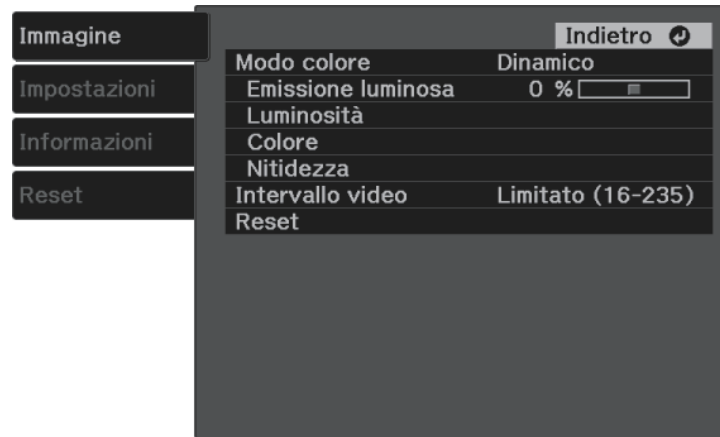 Immagine
Impostazioni
Informazioni
Reset
Indietro
Modo colore Dinamico
Emissione luminosa 0 %
Luminosità
Colore
Nitidezza
Intervallo video Limitato (16-235)
Reset